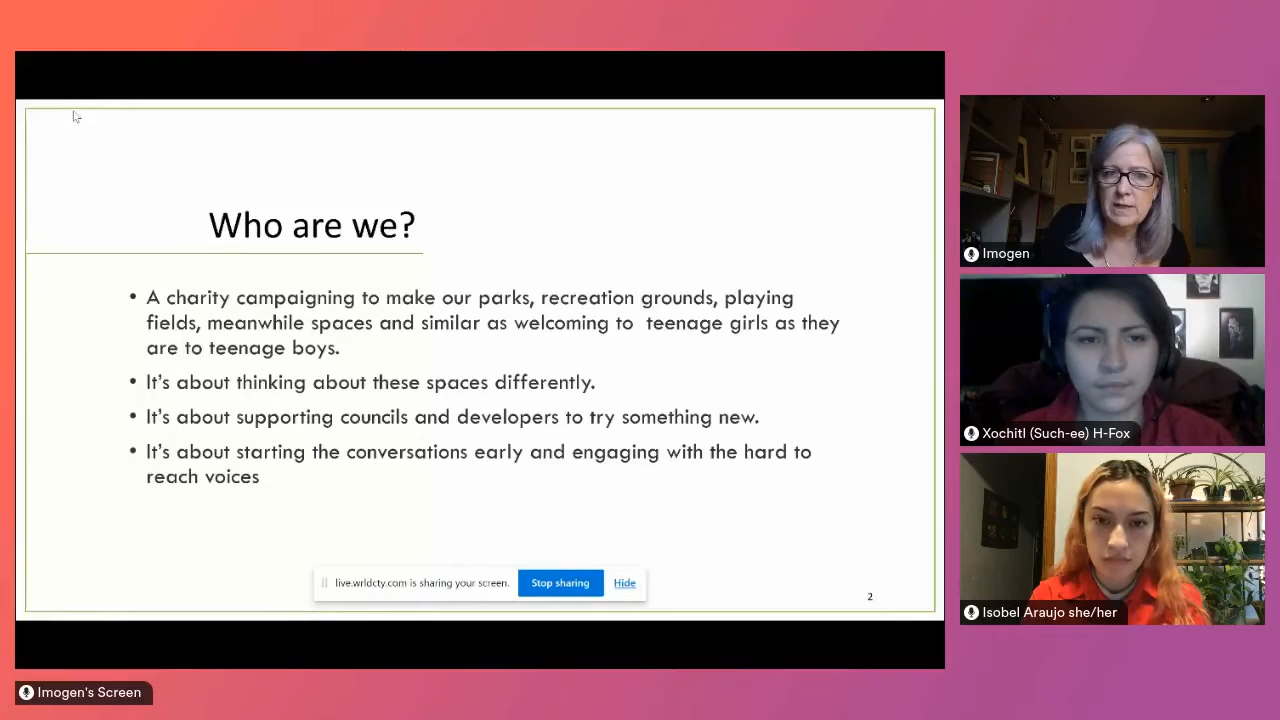 Who are we?
• A charity campaigning to make our parks, recreation grounds, playing
fields, meanwhile spaces and similar as welcoming to teenage girls as they
are to teenage boys.
• It's about thinking about these spaces differently.
• It's about supporting councils and developers to try something new.
• It's about starting the conversations early and engaging with the hard to
reach voices
live.wrldcty.com is sharing your screen. Stop sharing Hide
2
Imogen's Screen
Imogen
Xochitl (Such-ee) H-Fox
Isobel Araujo she/her